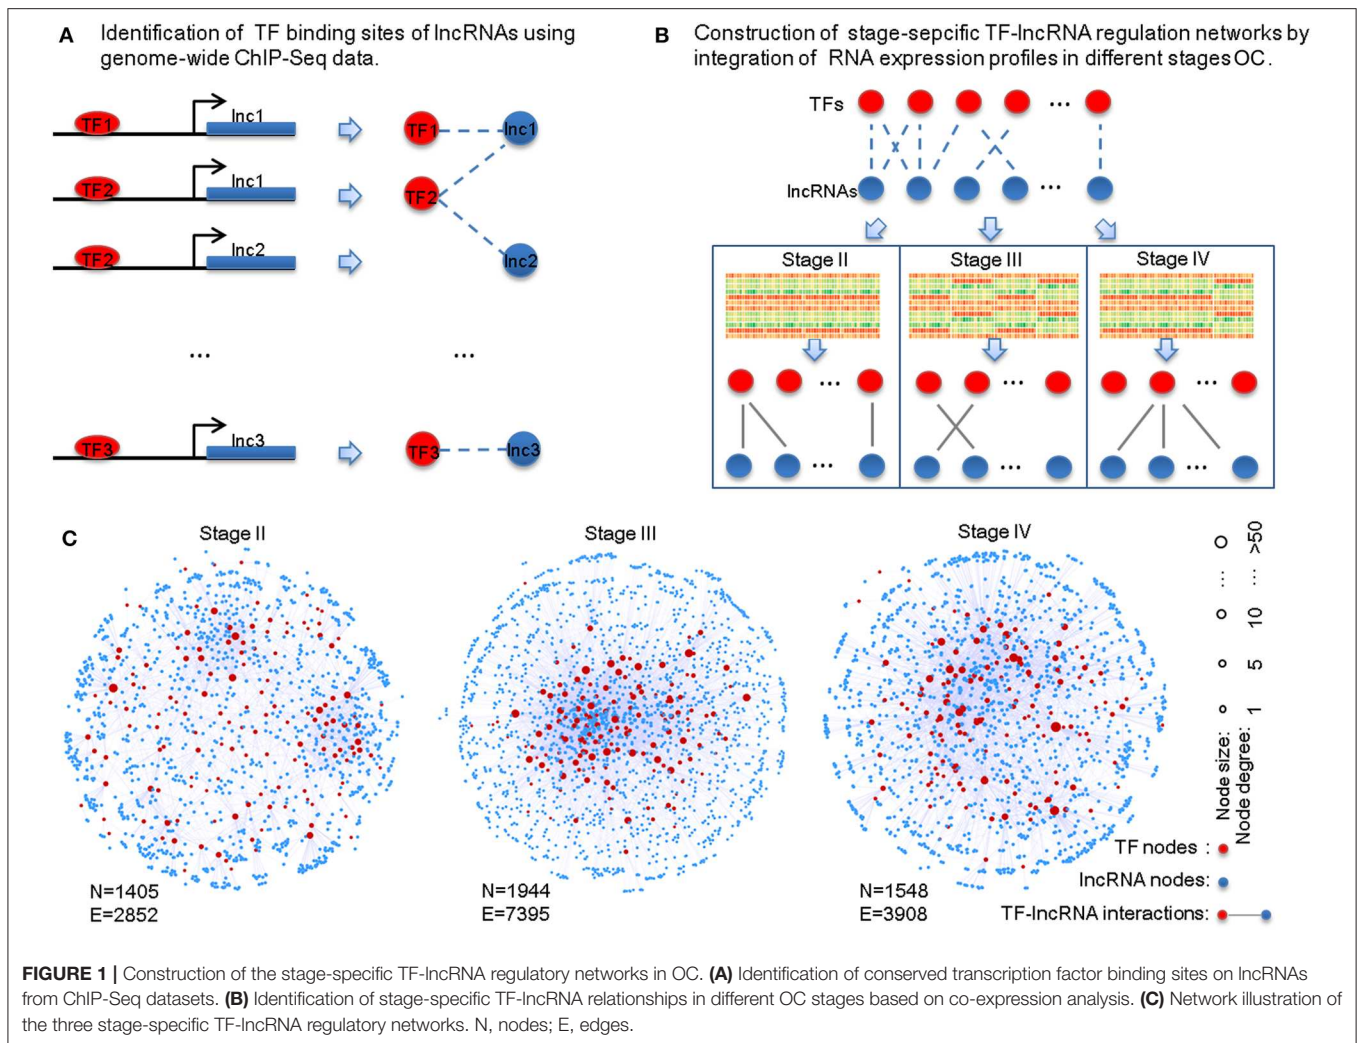 A Identification of TF binding sites of lncRNAs using
genome-wide ChIP-Seq data.
TF1 lnc1 TF1 lnc1
TF2 lnc1 TF2
TF2 lnc2 lnc2
... ...
TF3 lnc3 TF3 lnc3
B Construction of stage-sepcific TF-lncRNA regulation networks by
integration of RNA expression profiles in different stages OC.
TFs ...
lncRNAs ...
Stage II Stage III Stage IV
... ... ...
... ... ...
C Stage II Stage III Stage IV
N=1405
E=2852
N=1944
E=7395
N=1548
E=3908
Node size:
Node degree: 1 5 10 ... >50
TF nodes :
lncRNA nodes:
TF-lncRNA interactions:
FIGURE 1 | Construction of the stage-specific TF-lncRNA regulatory networks in OC. (A) Identification of conserved transcription factor binding sites on lncRNAs
from ChIP-Seq datasets. (B) Identification of stage-specific TF-lncRNA relationships in different OC stages based on co-expression analysis. (C) Network illustration of
the three stage-specific TF-lncRNA regulatory networks. N, nodes; E, edges.